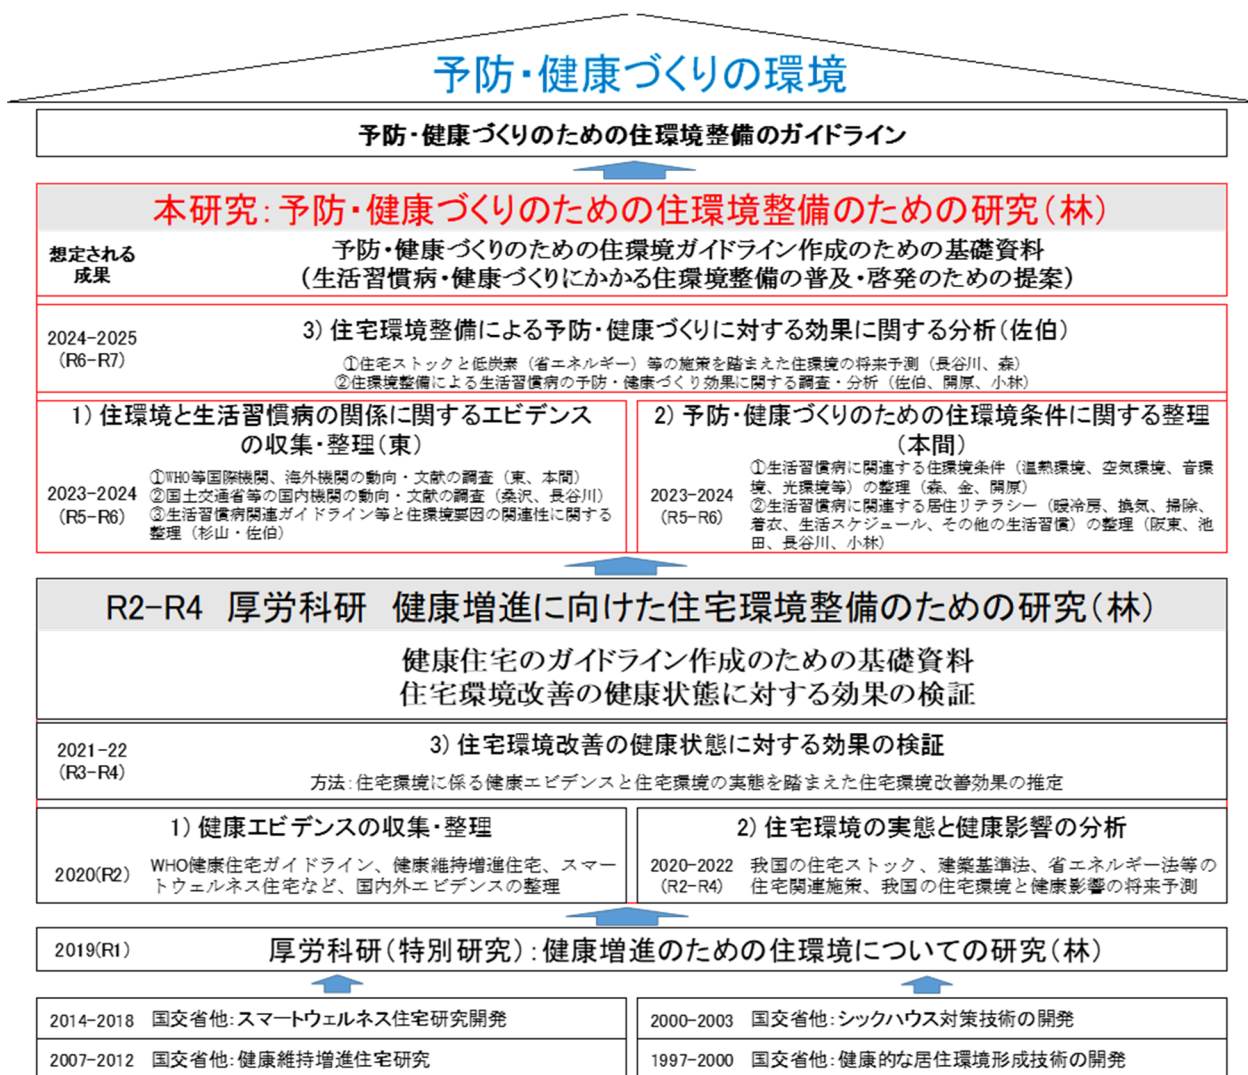 予防・健康づくりの環境
予防・健康づくりのための住環境整備のガイドライン
本研究：予防・健康づくりのための住環境整備のための研究（林）
想定される
成果
予防・健康づくりのための住環境ガイドライン作成のための基礎資料
（生活習慣病・健康づくりにかかる住環境整備の普及・啓発のための提案）
2024-2025
(R6-R7)
3）住宅環境整備による予防・健康づくりに対する効果に関する分析（佐伯）
①住宅ストックと低炭素（省エネルギー）等の施策を踏まえた住環境の将来予測（長谷川、森）
②住環境整備による生活習慣病の予防・健康づくり効果に関する調査・分析（佐伯、開原、小林）
1）住環境と生活習慣病の関係に関するエビデンス
の収集・整理（東）
2023-2024
(R5-R6)
①WHO等国際機関、海外機関の動向・文献の調査（東、本間）
②国土交通省等の国内機関の動向・文献の調査（桑沢、長谷川）
③生活習慣病関連ガイドライン等と住環境要因の関連性に関する
整理（杉山・佐伯）
2）予防・健康づくりのための住環境条件に関する整理
（本間）
2023-2024
(R5-R6)
①生活習慣病に関連する住環境条件（温熱環境、空気環境、音環
境、光環境等）の整理（森、金、開原）
②生活習慣病に関連する居住リテラシー（暖冷房、換気、掃除、
着衣、生活スケジュール、その他の生活習慣）の整理（阪東、池
田、長谷川、小林）
R2-R4　厚労科研　健康増進に向けた住宅環境整備のための研究（林）
健康住宅のガイドライン作成のための基礎資料
住宅環境改善の健康状態に対する効果の検証
2021-22
(R3-R4)
3）住宅環境改善の健康状態に対する効果の検証
方法：住宅環境に係る健康エビデンスと住宅環境の実態を踏まえた住宅環境改善効果の推定
1）健康エビデンスの収集・整理
2020(R2)
WHO健康住宅ガイドライン、健康維持増進住宅、スマー
トウェルネス住宅など、国内外エビデンスの整理
2）住宅環境の実態と健康影響の分析
2020-2022
(R2-R4)
我国の住宅ストック、建築基準法、省エネルギー法等の
住宅関連施策、我国の住宅環境と健康影響の将来予測
2019(R1)
厚労科研（特別研究）：健康増進のための住環境についての研究（林）
2014-2018　国交省他：スマートウェルネス住宅研究開発
2007-2012　国交省他：健康維持増進住宅研究
2000-2003　国交省他：シックハウス対策技術の開発
1997-2000　国交省他：健康的な居住環境形成技術の開発